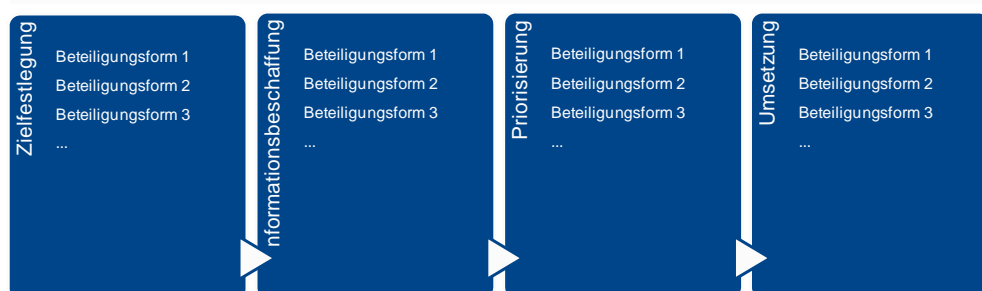 Zielfestlegung
Beteiligungsform 1
Beteiligungsform 2
Beteiligungsform 3
...
nformationsbeschaffung
Beteiligungsform 1
Beteiligungsform 2
Beteiligungsform 3
...
Priorisierung
Beteiligungsform 1
Beteiligungsform 2
Beteiligungsform 3
...
Umsetzung
Beteiligungsform 1
Beteiligungsform 2
Beteiligungsform 3
...